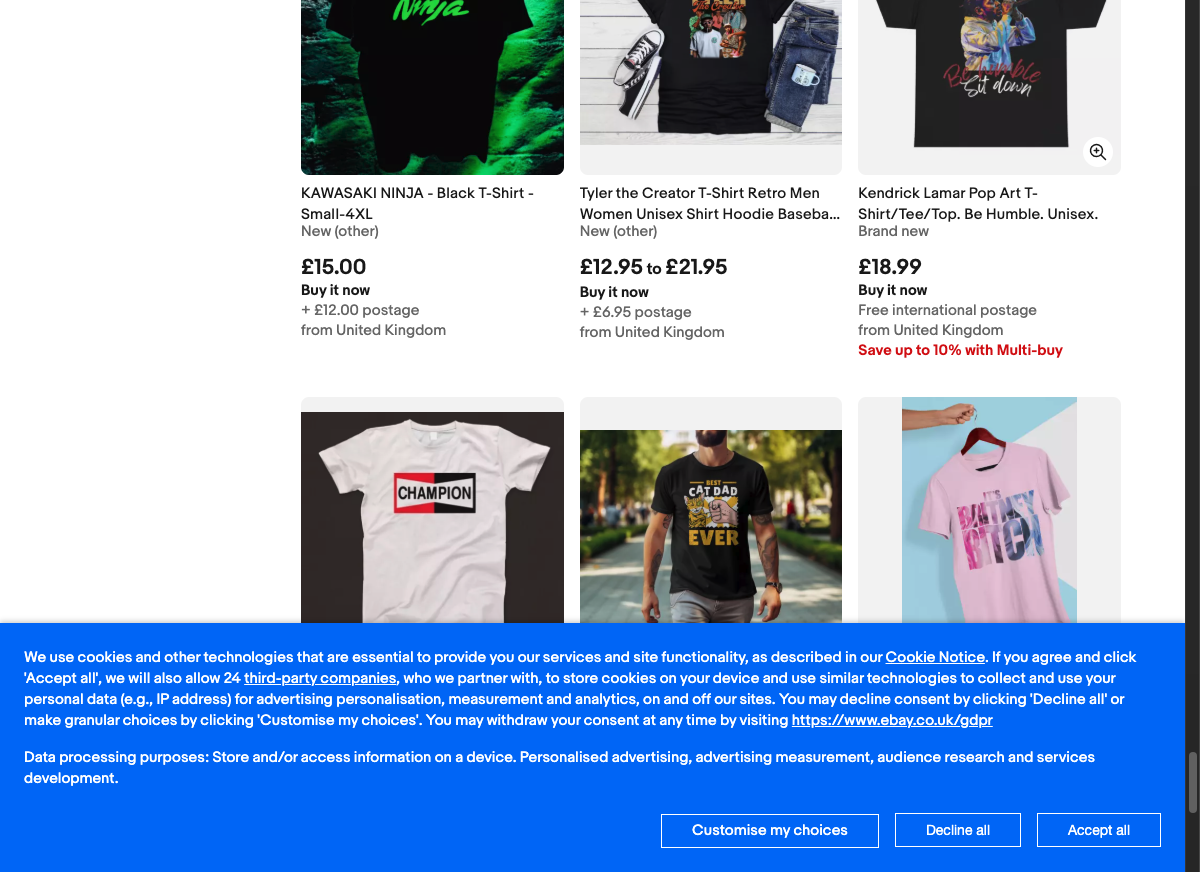 Ninja
The Creator
Be Humble
Sit down
KAWASAKI NINJA - Black T-Shirt -
Small-4XL
New (other)
£15.00
Buy it now
+ £12.00 postage
from United Kingdom
Tyler the Creator T-Shirt Retro Men
Women Unisex Shirt Hoodie Baseba...
New (other)
£12.95 to £21.95
Buy it now
+ £6.95 postage
from United Kingdom
Kendrick Lamar Pop Art T-
Shirt/Tee/Top. Be Humble. Unisex.
Brand new
£18.99
Buy it now
Free international postage
from United Kingdom
Save up to 10% with Multi-buy
CHAMPION
BEST
CAT DAD
EVER
IT'S
BRITNEY
BITCH
We use cookies and other technologies that are essential to provide you our services and site functionality, as described in our Cookie Notice. If you agree and click
'Accept all', we will also allow 24 third-party companies, who we partner with, to store cookies on your device and use similar technologies to collect and use your
personal data (e.g., IP address) for advertising personalisation, measurement and analytics, on and off our sites. You may decline consent by clicking 'Decline all' or
make granular choices by clicking 'Customise my choices'. You may withdraw your consent at any time by visiting https://www.ebay.co.uk/gdpr
Data processing purposes: Store and/or access information on a device. Personalised advertising, advertising measurement, audience research and services
development.
Customise my choices
Decline all
Accept all